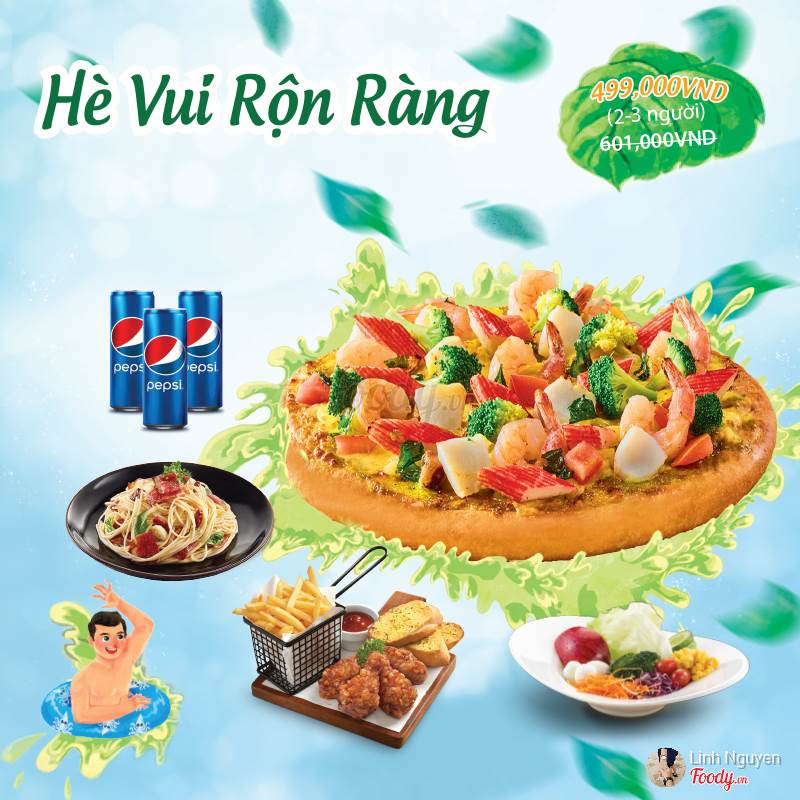 Hè Vui Rộn Ràng
499,000VND
(2-3 người)
601,000VND
pepsi
pepsi
pepsi
Linh Nguyen
Foody.vn